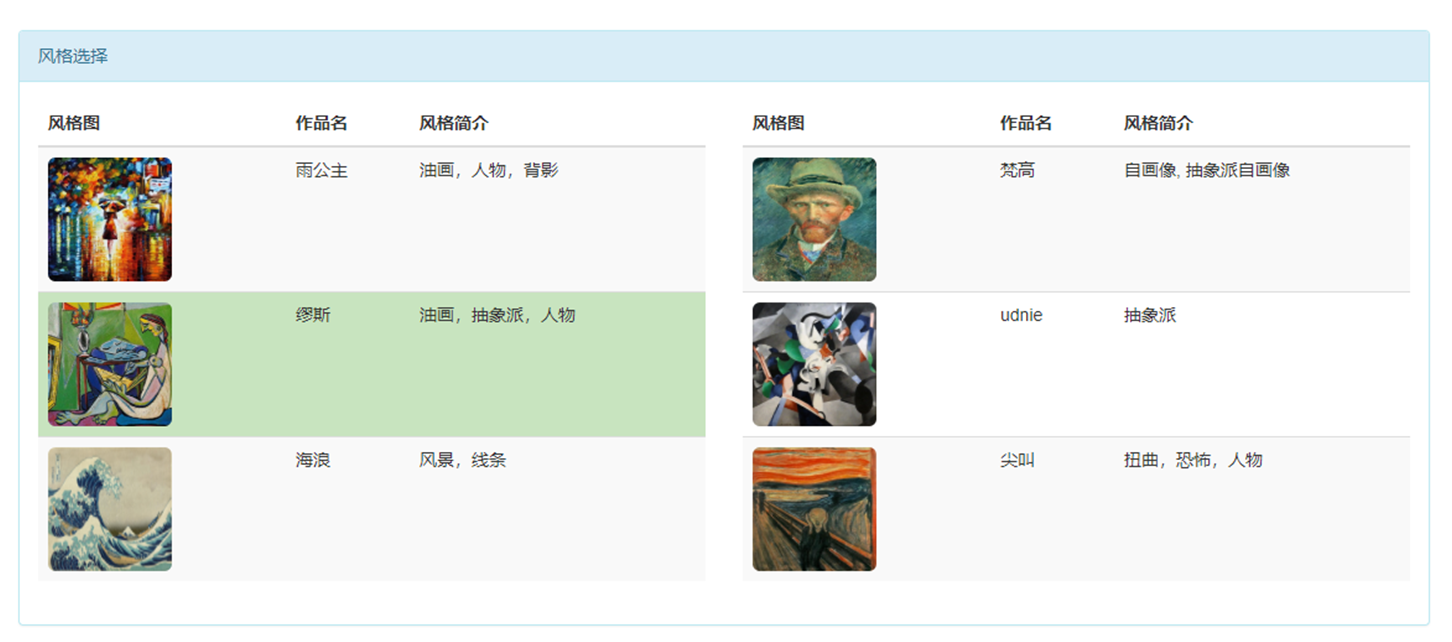 风格选择
风格图 作品名 风格简介
雨公主 油画，人物，背影
缪斯 油画，抽象派，人物
海浪 风景，线条
风格图 作品名 风格简介
梵高 自画像, 抽象派自画像
udnie 抽象派
尖叫 扭曲，恐怖，人物